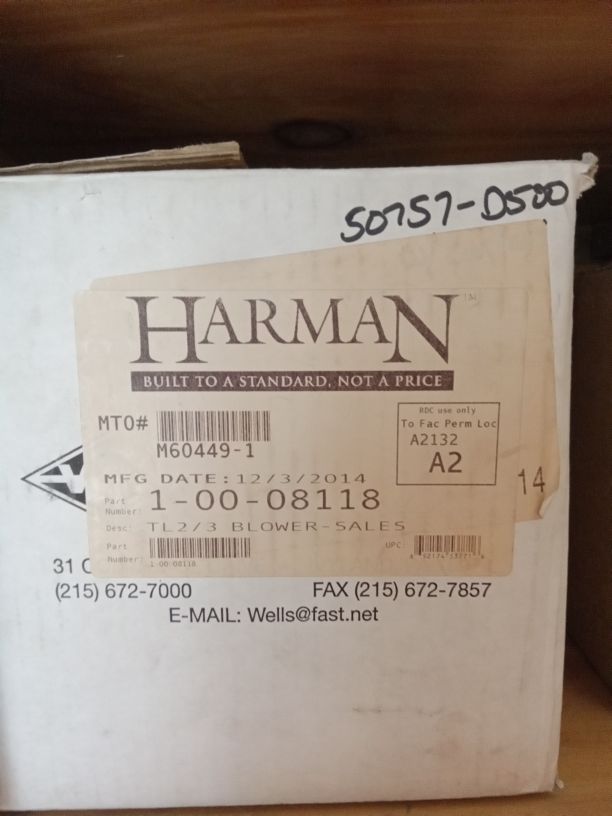 50757-D500
HARMAN™
BUILT TO A STANDARD, NOT A PRICE
MTO#
M60449-1
RDC use only
To Fac Perm Loc
A2132
A2
MFG DATE: 12/3/2014
14
Part
Number: 1-00-08118
Desc: TL2/3 BLOWER-SALES
Part
Number:
1-00-08118
UPC:
31
(215) 672-7000 FAX (215) 672-7857
E-MAIL: Wells@fast.net